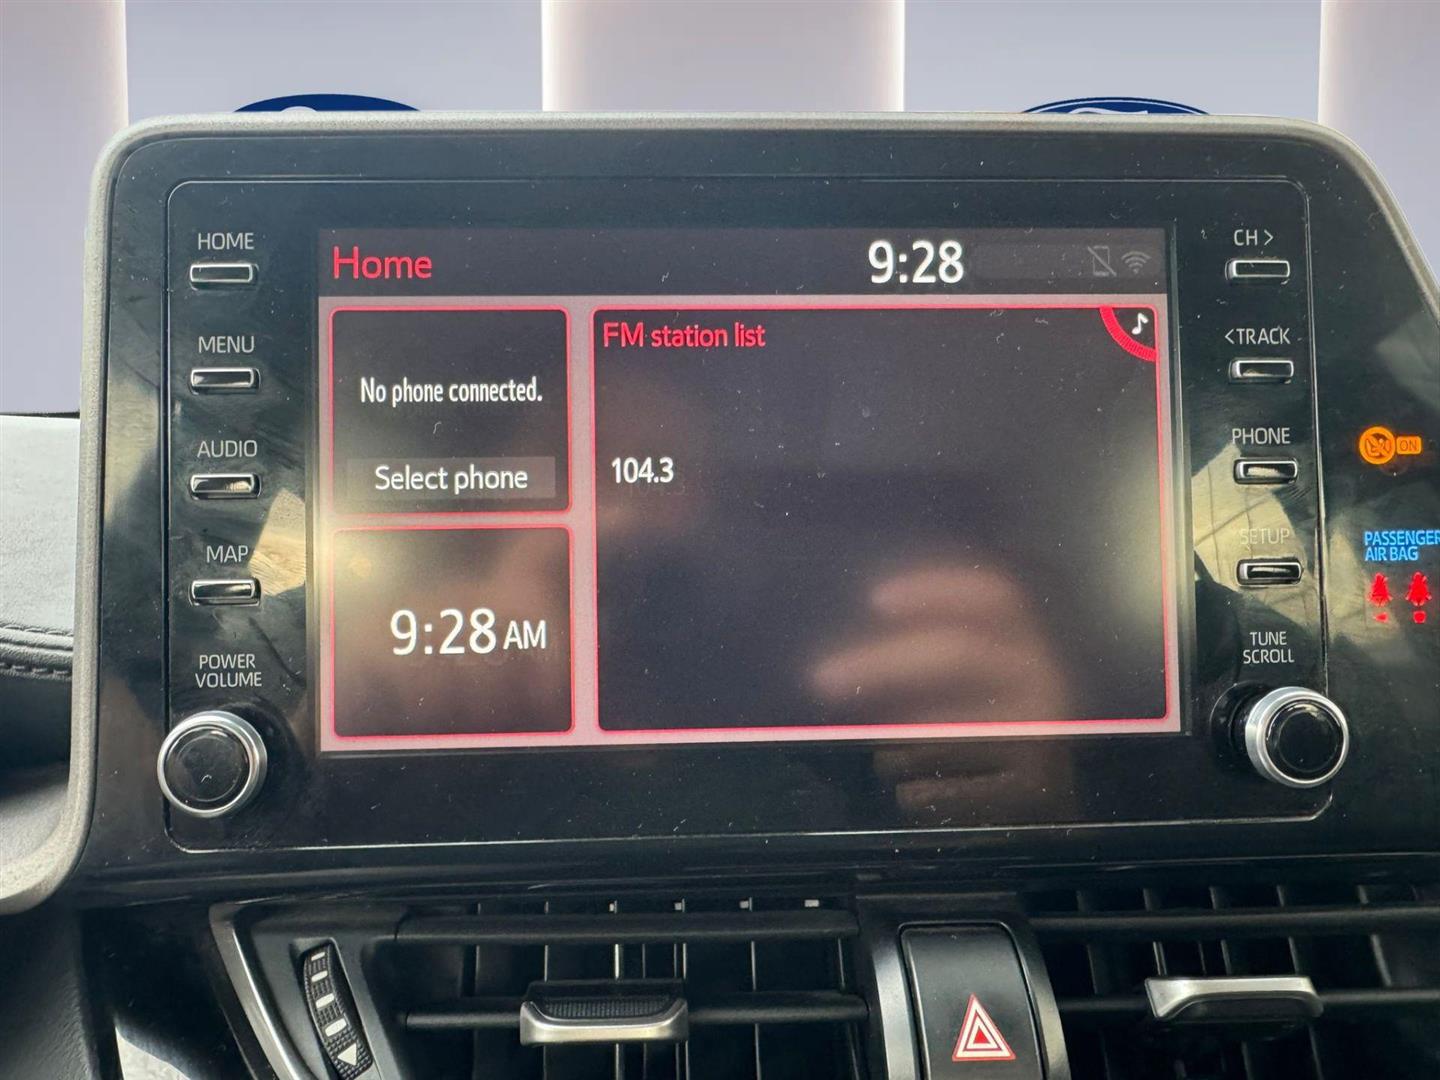 HOME
MENU
AUDIO
MAP
POWER
VOLUME
Home
9:28
No phone connected.
Select phone
9:28 AM
FM station list
104.3
CH >
<TRACK
PHONE
SETUP
TUNE
SCROLL
ON
PASSENGER
AIR BAG